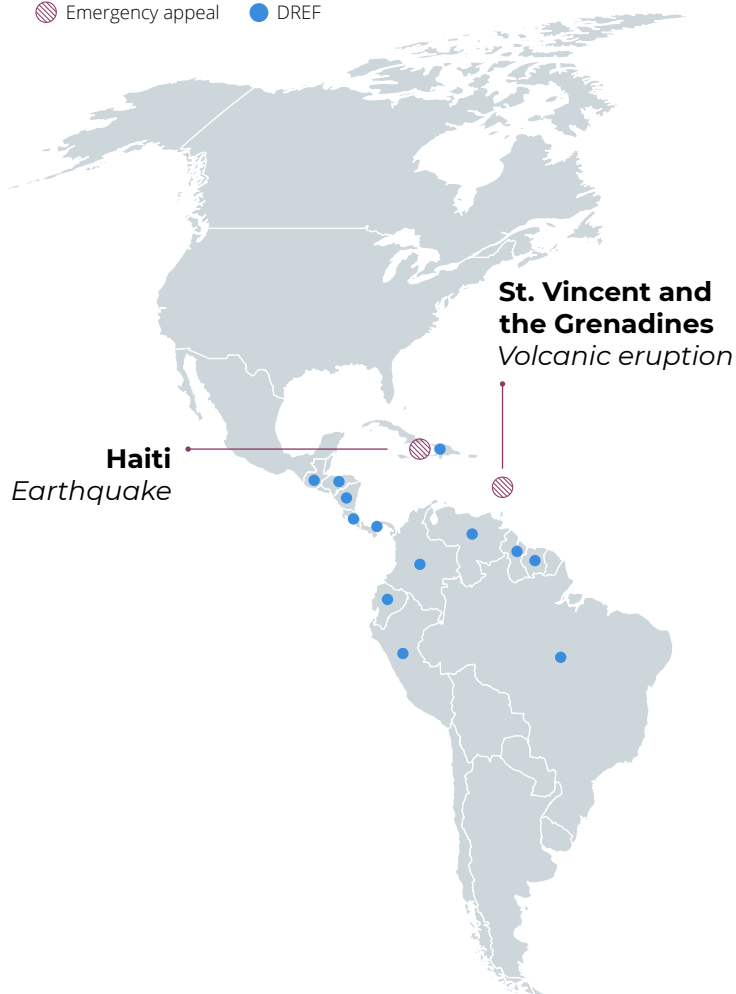 Emergency appeal DREF
St. Vincent and
the Grenadines
Volcanic eruption
Haiti
Earthquake